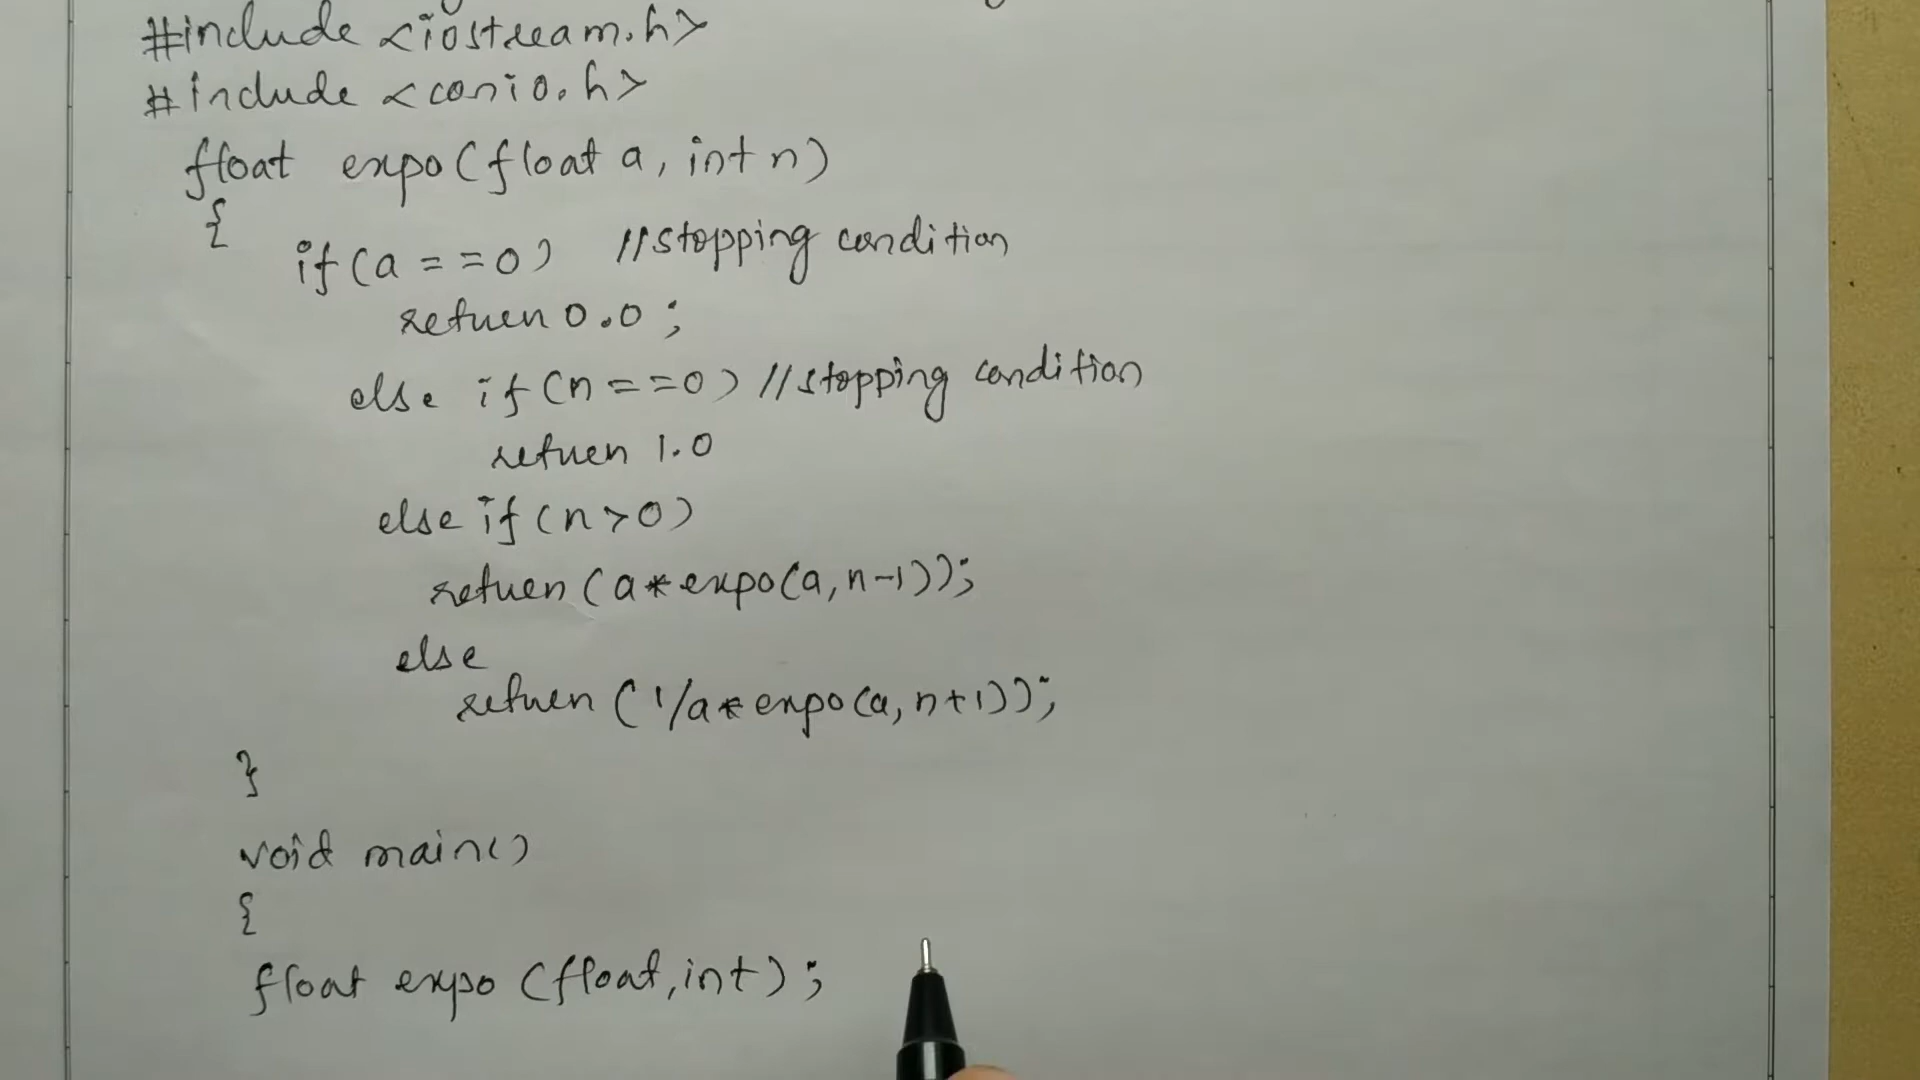 #include <iostream.h>
#include <conio.h>
float expo(float a, int n)
{
if(a==0) //stopping condition
return 0.0;
else if(n==0) //stopping condition
return 1.0
else if(n>0)
return(a*expo(a,n-1));
else
return(1/a*expo(a,n+1));
}
void main()
{
float expo(float,int);